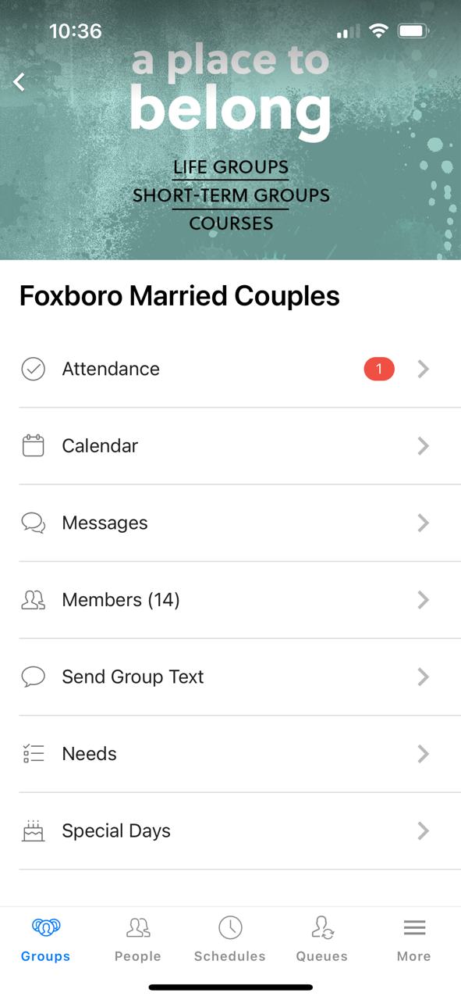 10:36
a place to
belong
LIFE GROUPS
SHORT-TERM GROUPS
COURSES
Foxboro Married Couples
Attendance 1
Calendar
Messages
Members (14)
Send Group Text
Needs
Special Days
Groups People Schedules Queues More